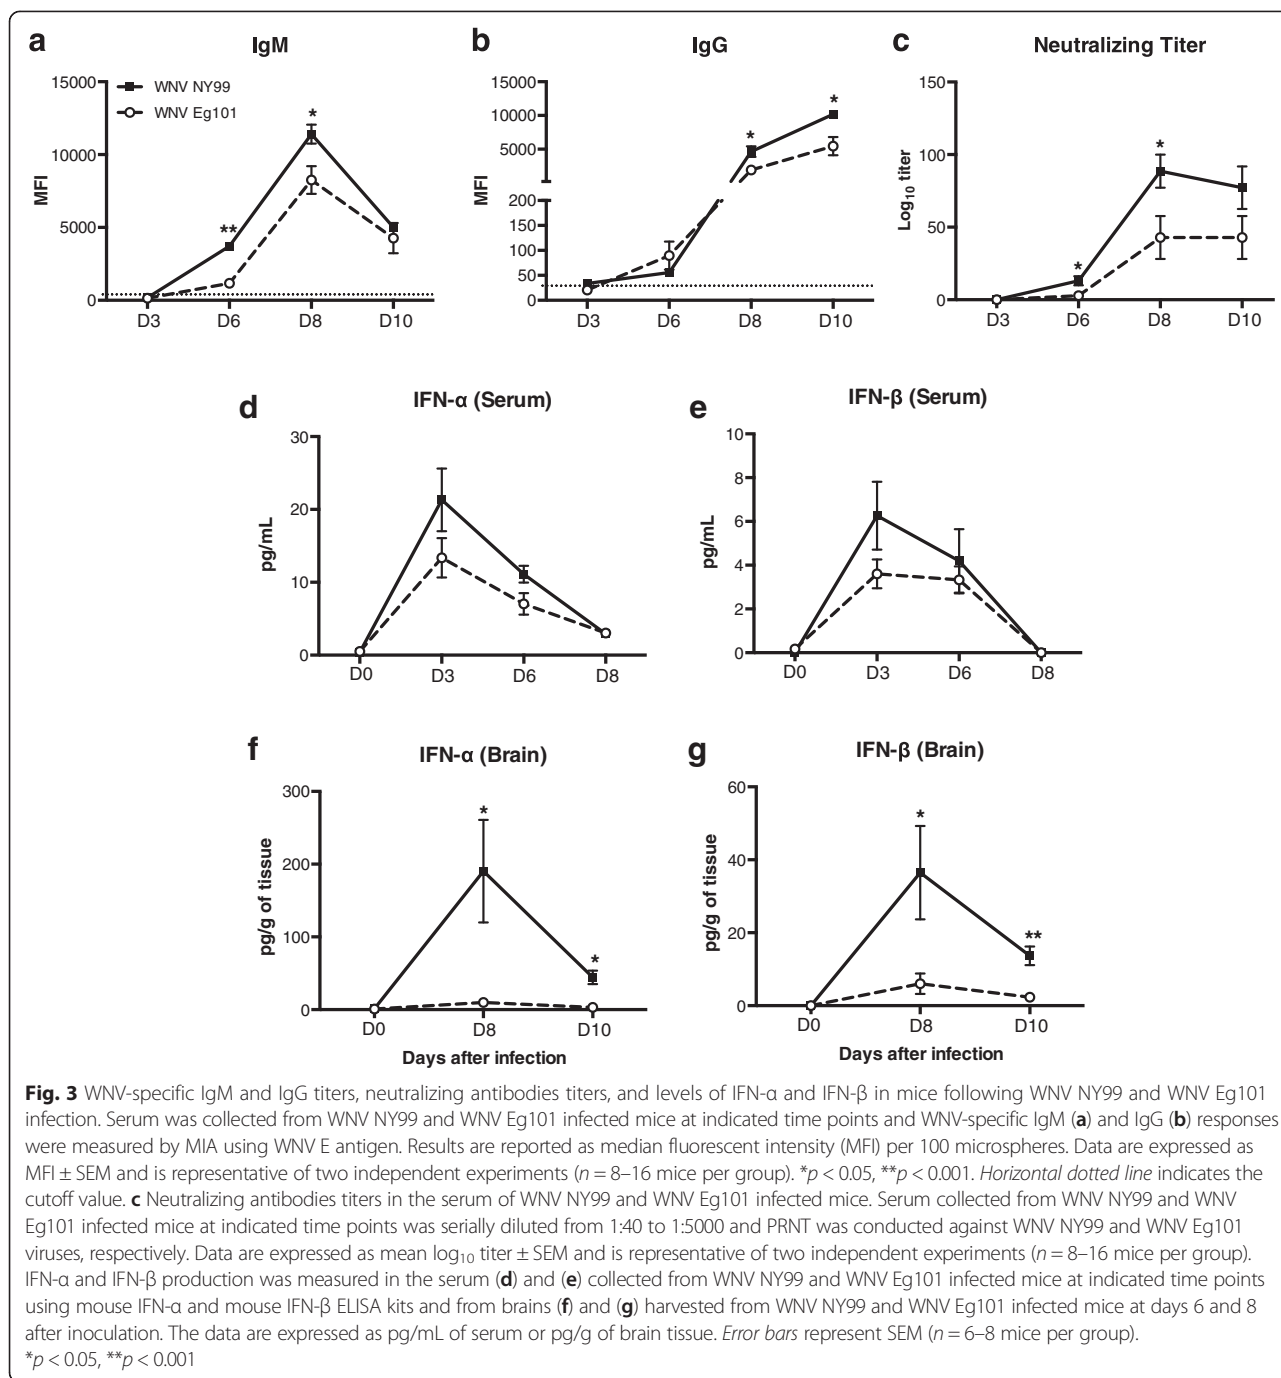 a
IgM
15000
10000
5000
0
MFI
WNV NY99
WNV Eg101
**
*
D3 D6 D8 D10
b
IgG
15000
10000
5000
200
150
100
50
0
MFI
*
*
D3 D6 D8 D10
c
Neutralizing Titer
150
100
50
0
Log10 titer
*
*
D3 D6 D8 D10
d
IFN-α (Serum)
30
20
10
0
pg/mL
D0 D3 D6 D8
e
IFN-β (Serum)
10
8
6
4
2
0
pg/mL
D0 D3 D6 D8
f
IFN-α (Brain)
300
200
100
0
pg/g of tissue
*
*
D0 D8 D10
Days after infection
g
IFN-β (Brain)
60
40
20
0
pg/g of tissue
*
**
D0 D8 D10
Days after infection
Fig. 3 WNV-specific IgM and IgG titers, neutralizing antibodies titers, and levels of IFN-α and IFN-β in mice following WNV NY99 and WNV Eg101
infection. Serum was collected from WNV NY99 and WNV Eg101 infected mice at indicated time points and WNV-specific IgM (a) and IgG (b) responses
were measured by MIA using WNV E antigen. Results are reported as median fluorescent intensity (MFI) per 100 microspheres. Data are expressed as
MFI ± SEM and is representative of two independent experiments (n = 8–16 mice per group). *p < 0.05, **p < 0.001. Horizontal dotted line indicates the
cutoff value. c Neutralizing antibodies titers in the serum of WNV NY99 and WNV Eg101 infected mice. Serum collected from WNV NY99 and WNV
Eg101 infected mice at indicated time points was serially diluted from 1:40 to 1:5000 and PRNT was conducted against WNV NY99 and WNV Eg101
viruses, respectively. Data are expressed as mean log10 titer ± SEM and is representative of two independent experiments (n = 8–16 mice per group).
IFN-α and IFN-β production was measured in the serum (d) and (e) collected from WNV NY99 and WNV Eg101 infected mice at indicated time points
using mouse IFN-α and mouse IFN-β ELISA kits and from brains (f) and (g) harvested from WNV NY99 and WNV Eg101 infected mice at days 6 and 8
after inoculation. The data are expressed as pg/mL of serum or pg/g of brain tissue. Error bars represent SEM (n = 6–8 mice per group).
*p < 0.05, **p < 0.001